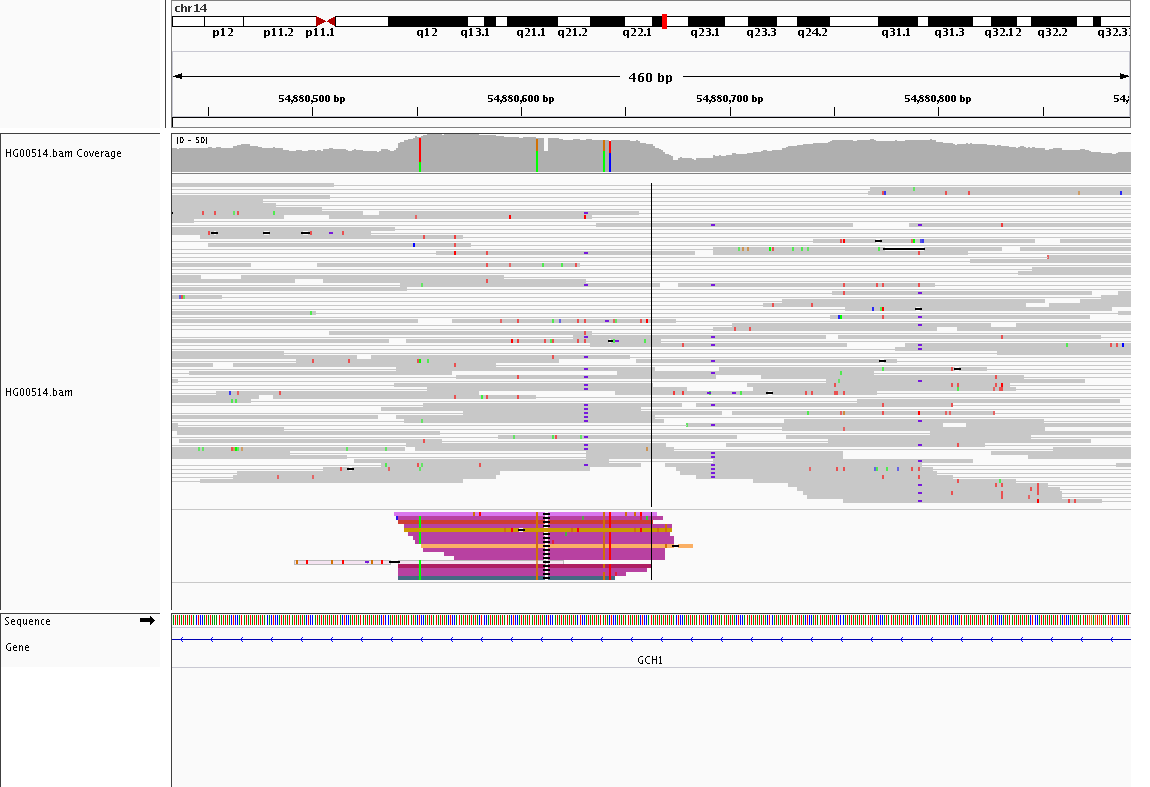 chr14
p12 p11.2 p11.1 q12 q13.1 q21.1 q21.2 q22.1 q23.1 q23.3 q24.2 q31.1 q31.3 q32.12 q32.2 q32.31
460 bp
54,880,500 bp 54,880,600 bp 54,880,700 bp 54,880,800 bp 54,8
HG00514.bam Coverage
[0 - 50)
HG00514.bam
Sequence
Gene
GCH1